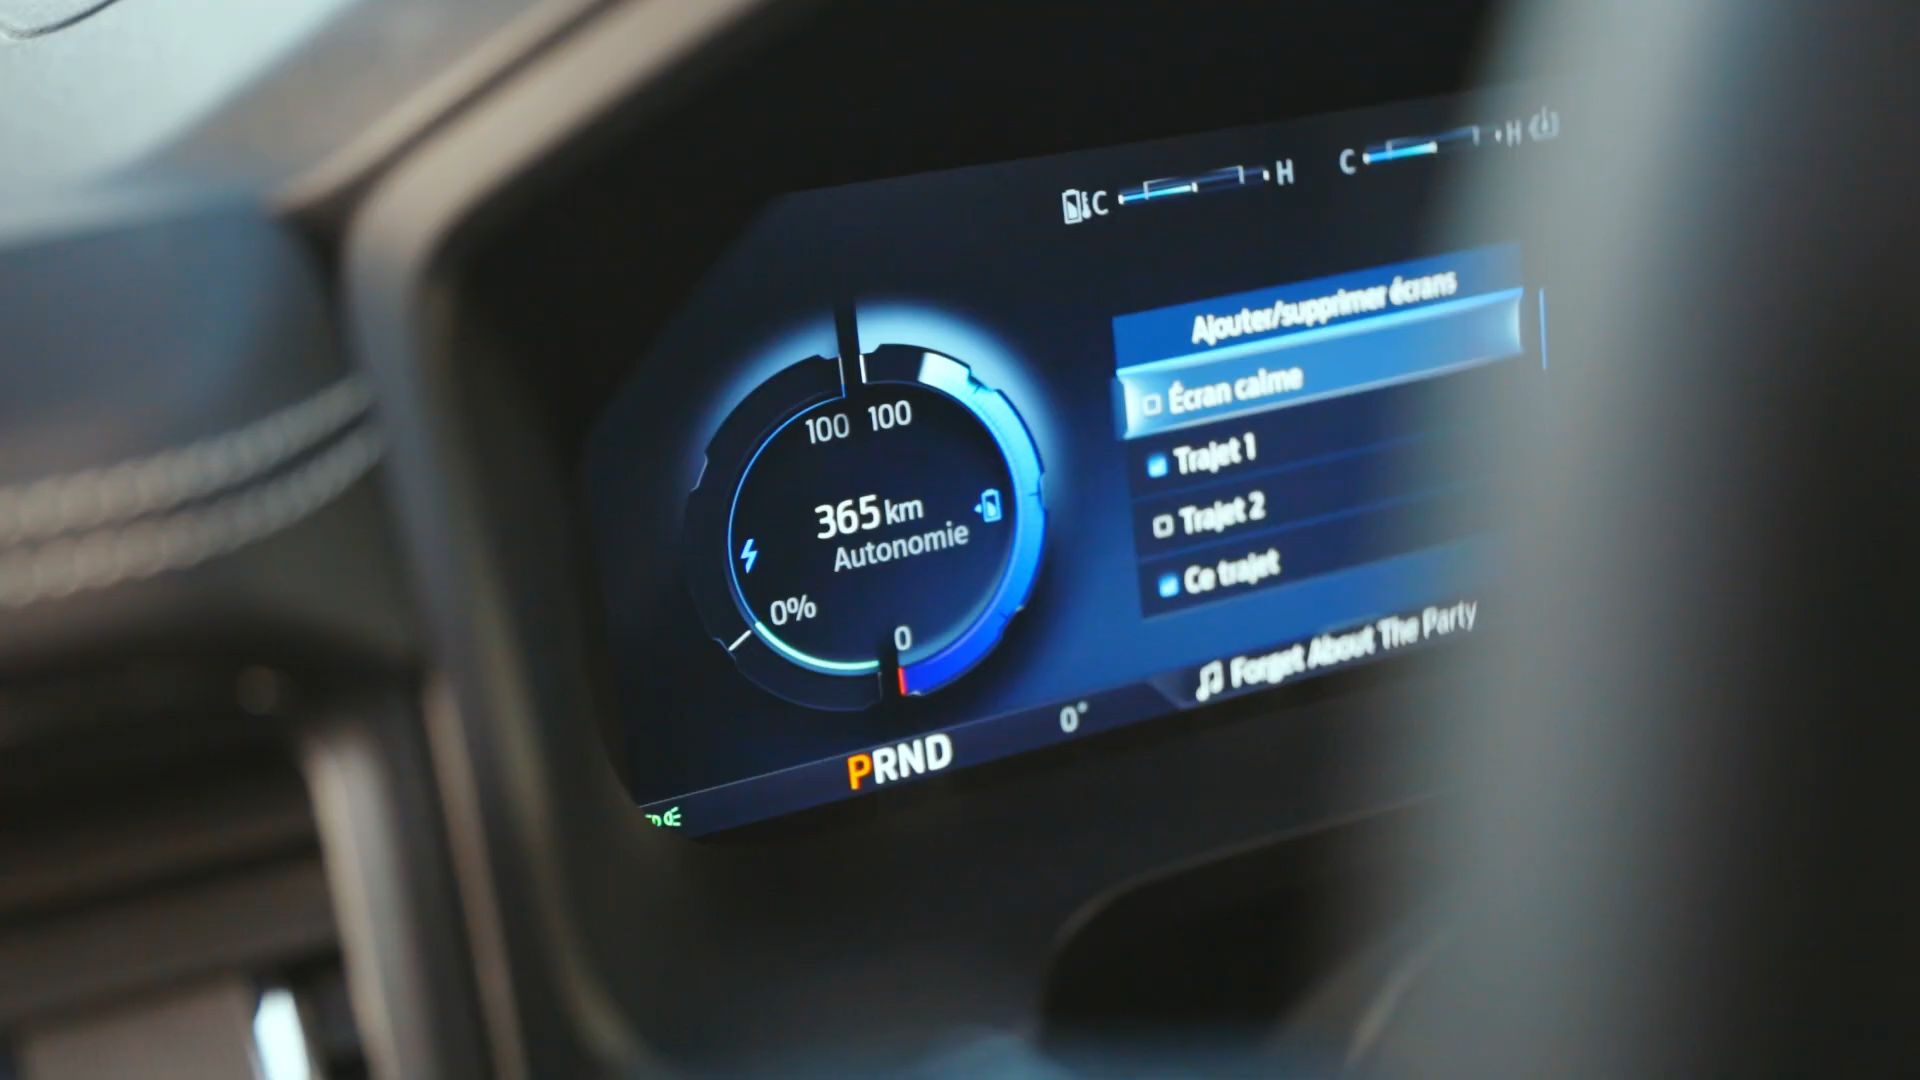 C H
C H
Ajouter/supprimer écrans
Écran calme
Trajet 1
Trajet 2
Ce trajet
100 100
365 km
Autonomie
0%
0
Forget About The Party
0°
PRND